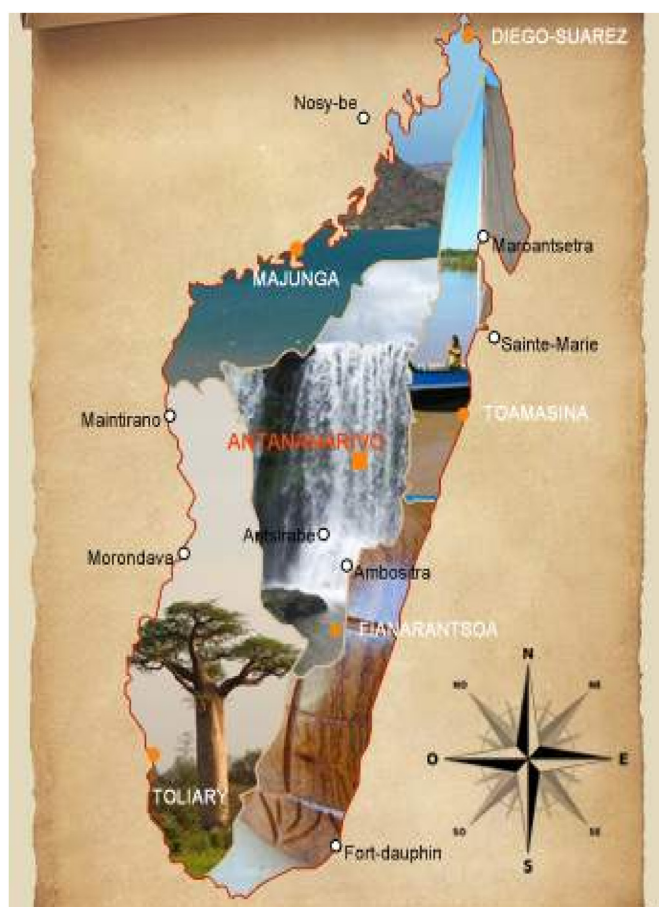 DIEGO-SUAREZ
Nosy-be
Maroantsetra
MAJUNGA
Sainte-Marie
Maintirano
TOAMASINA
ANTANANARIVO
Antsirabe
Morondava
Ambositra
FIANARANTSOA
N
NO
NE
O
E
TOLIARY
SO
SE
Fort-dauphin
S